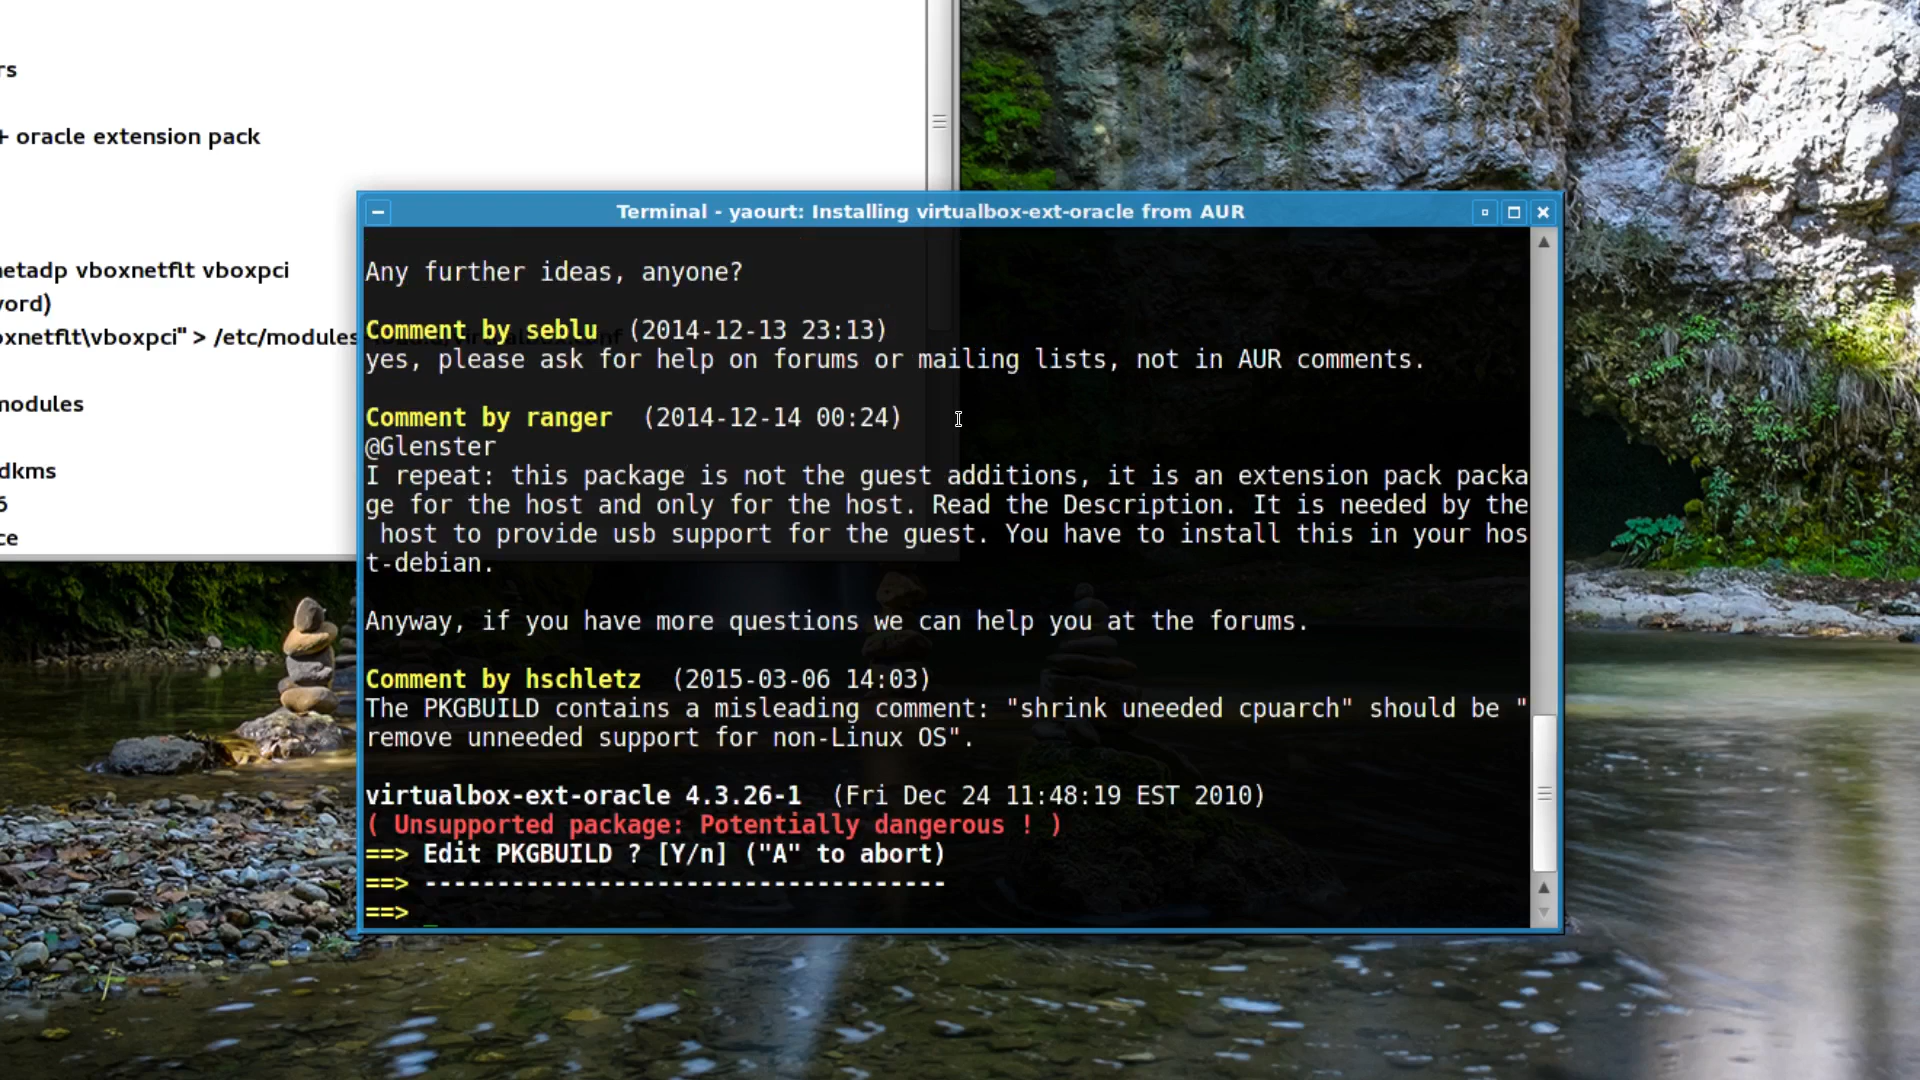 rs
+ oracle extension pack
netadp vboxnetflt vboxpci
vord)
oxnetflt\vboxpci" > /etc/modules
modules
dkms
ce
Terminal - yaourt: Installing virtualbox-ext-oracle from AUR
Any further ideas, anyone?
Comment by seblu (2014-12-13 23:13)
yes, please ask for help on forums or mailing lists, not in AUR comments.
Comment by ranger (2014-12-14 00:24)
@Glenster
I repeat: this package is not the guest additions, it is an extension pack packa
ge for the host and only for the host. Read the Description. It is needed by the
host to provide usb support for the guest. You have to install this in your hos
t-debian.
Anyway, if you have more questions we can help you at the forums.
Comment by hschletz (2015-03-06 14:03)
The PKGBUILD contains a misleading comment: "shrink uneeded cpuarch" should be "
remove unneeded support for non-Linux OS".
virtualbox-ext-oracle 4.3.26-1 (Fri Dec 24 11:48:19 EST 2010)
( Unsupported package: Potentially dangerous ! )
==> Edit PKGBUILD ? [Y/n] ("A" to abort)
==> ------------------------------------
==>